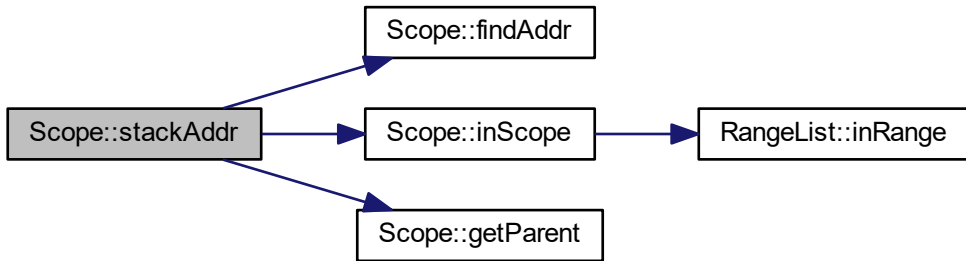 Scope::findAddr
Scope::stackAddr
Scope::inScope
RangeList::inRange
Scope::getParent